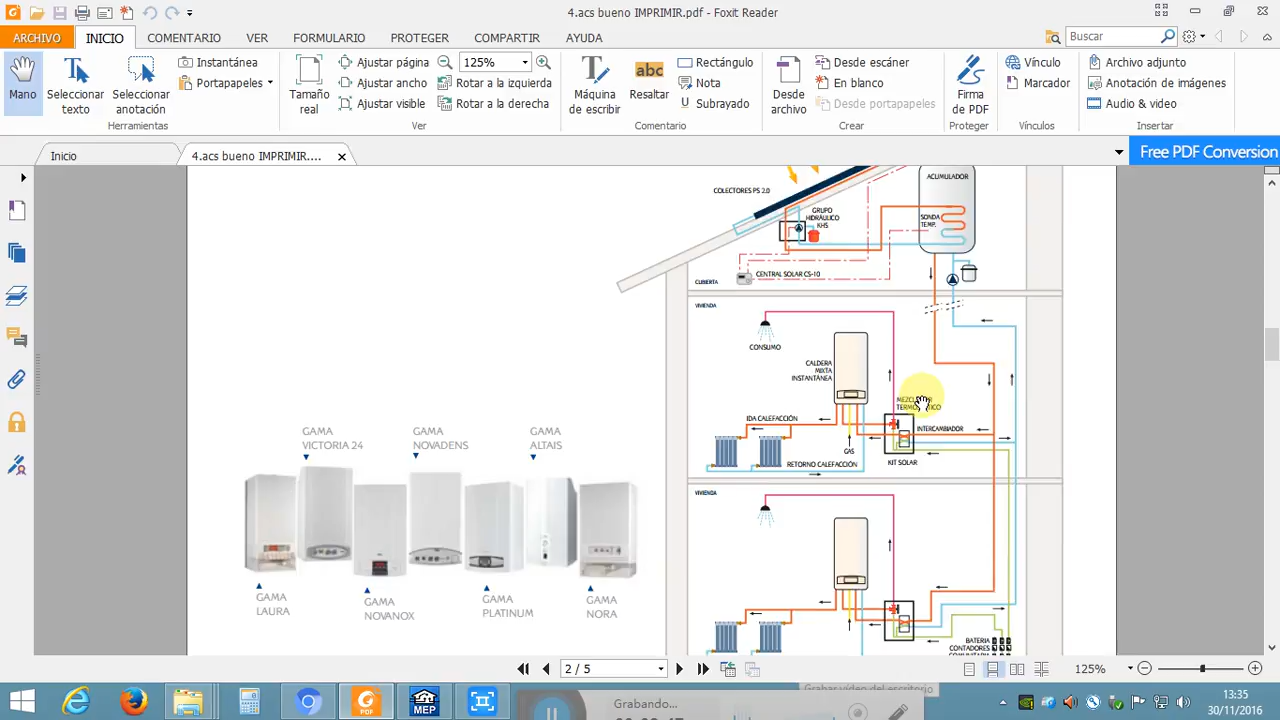 4.acs bueno IMPRIMIR.pdf - Foxit Reader
ARCHIVO INICIO COMENTARIO VER FORMULARIO PROTEGER COMPARTIR AYUDA Buscar
Mano
Seleccionar texto
Seleccionar anotación
Instantánea
Portapapeles
Herramientas
Tamaño real
Ajustar página
Ajustar ancho
Ajustar visible
125%
Rotar a la izquierda
Rotar a la derecha
Ver
Máquina de escribir
abc
Resaltar
Rectángulo
Nota
Subrayado
Comentario
Desde archivo
Desde escáner
En blanco
Desde portapapeles
Crear
Firma de PDF
Proteger
Vínculo
Marcador
Vínculos
Archivo adjunto
Anotación de imágenes
Audio & video
Insertar
Inicio
4.acs bueno IMPRIMIR....
Free PDF Conversion
ACUMULADOR
COLECTORES PS 2.0
GRUPO
HIDRÁULICO
KHS
SONDA
TEMP.
CENTRAL SOLAR CS-10
CUBIERTA
VIVIENDA
CONSUMO
CALDERA
MIXTA
INSTANTÁNEA
IDA CALEFACCIÓN
INTERCAMBIADOR
GAS
RETORNO CALEFACCIÓN
KIT SOLAR
VIVIENDA
BATERIA
CONTADORES
GAMA
VICTORIA 24
GAMA
NOVADENS
GAMA
ALTAIS
GAMA
LAURA
GAMA
NOVANOX
GAMA
PLATINUM
GAMA
NORA
2 / 5
125%
Grabar vídeo del escritorio
PDF
MEP
Grabando...
13:35
30/11/2016